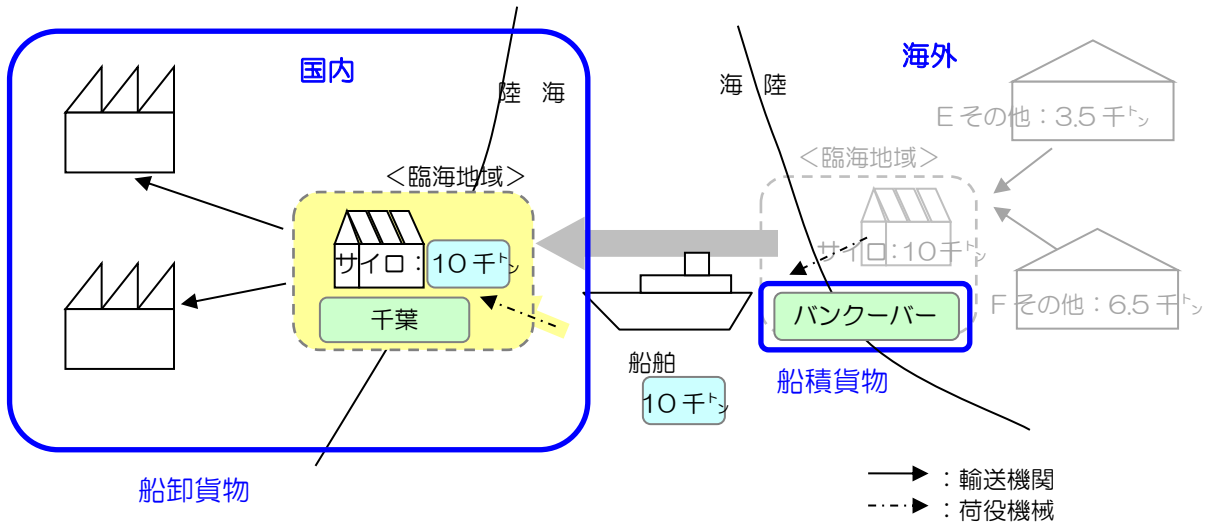 国内
海外
陸 海
海 陸
Eその他：3.5千トン
＜臨海地域＞
＜臨海地域＞
サイロ：10千トン
サイロ:10千トン
千葉
バンクーバー
Fその他：6.5千トン
船舶
10千トン
船積貨物
船卸貨物
：輸送機関
：荷役機械